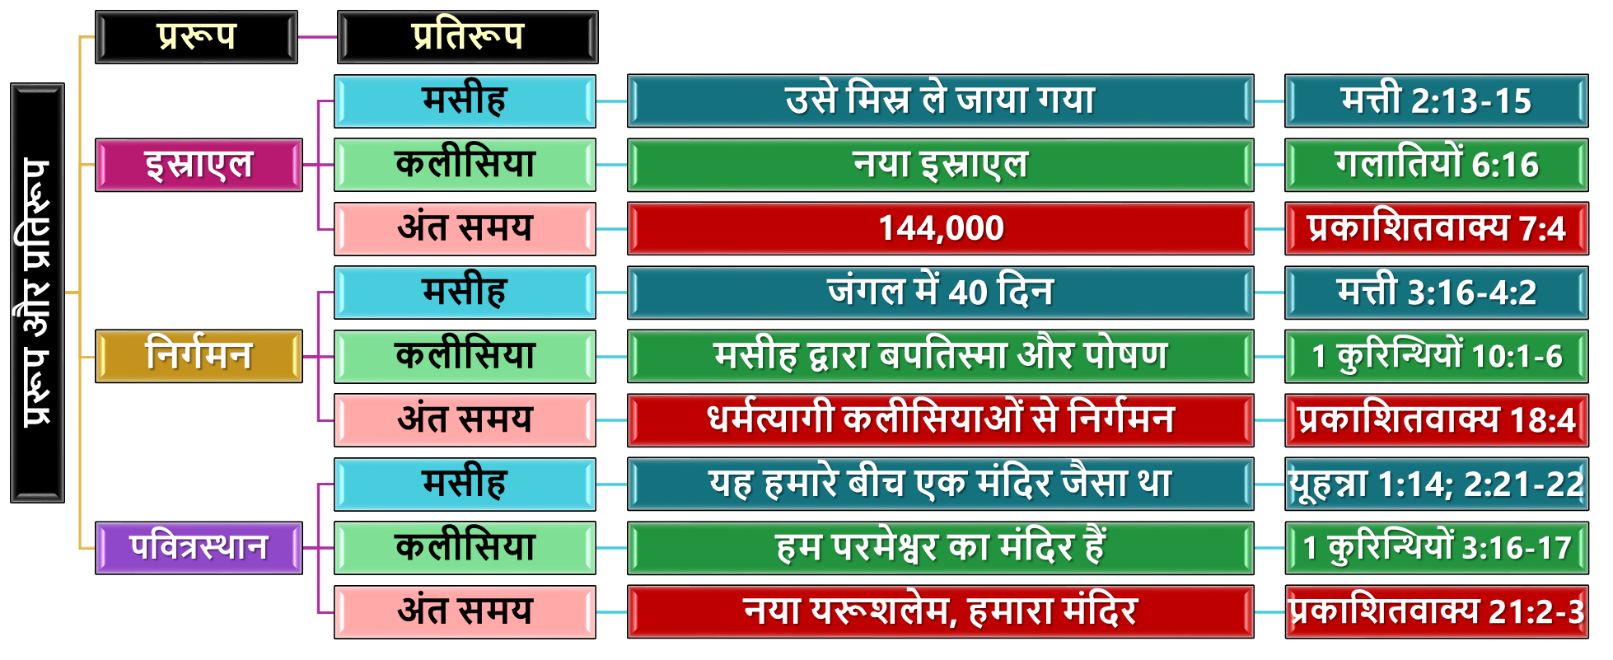 प्ररूप और प्रतिरूप
प्ररूप
प्रतिरूप
इस्राएल
मसीह
उसे मिस्र ले जाया गया
मत्ती 2:13-15
कलीसिया
नया इस्राएल
गलातियों 6:16
अंत समय
144,000
प्रकाशितवाक्य 7:4
निर्गमन
मसीह
जंगल में 40 दिन
मत्ती 3:16-4:2
कलीसिया
मसीह द्वारा बपतिस्मा और पोषण
1 कुरिन्थियों 10:1-6
अंत समय
धर्मत्यागी कलीसियाओं से निर्गमन
प्रकाशितवाक्य 18:4
पवित्रस्थान
मसीह
यह हमारे बीच एक मंदिर जैसा था
यूहन्ना 1:14; 2:21-22
कलीसिया
हम परमेश्वर का मंदिर हैं
1 कुरिन्थियों 3:16-17
अंत समय
नया यरूशलेम, हमारा मंदिर
प्रकाशितवाक्य 21:2-3